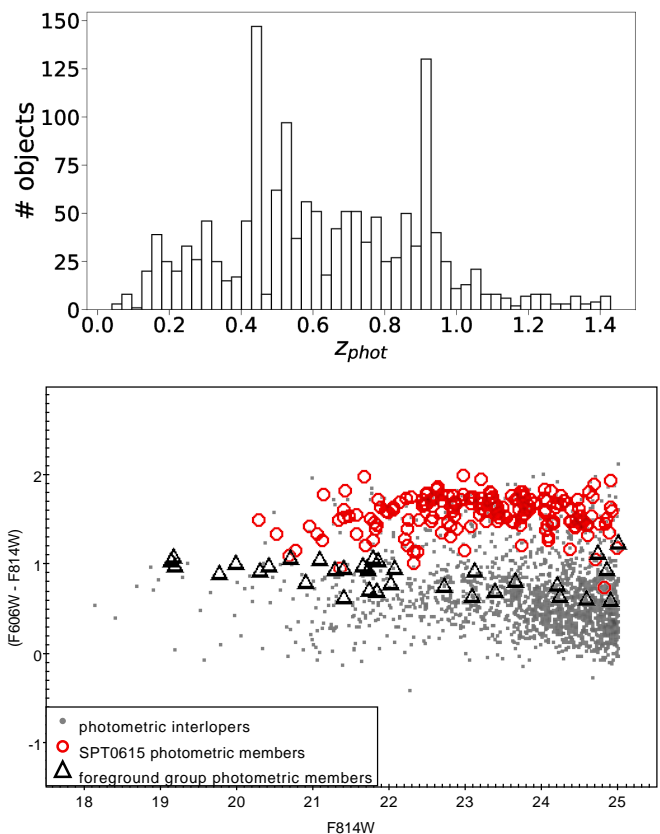 150
125
100
75
50
25
0
# objects
0.0 0.2 0.4 0.6 0.8 1.0 1.2 1.4
z_phot
2
1
0
-1
(F606W - F814W)
photometric interlopers
SPT0615 photometric members
foreground group photometric members
18 19 20 21 22 23 24 25
F814W